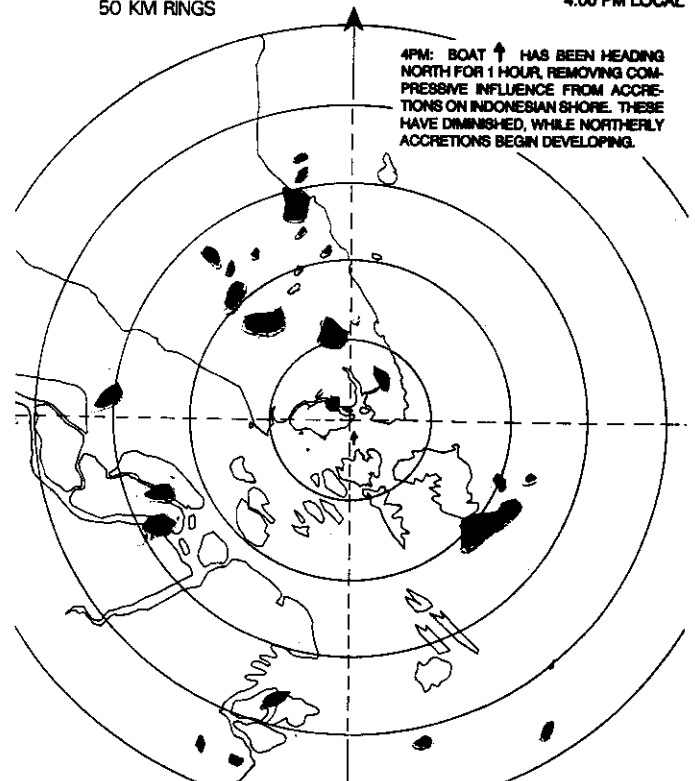 50 KM RINGS
4:00 PM LOCAL
4PM: BOAT ↑ HAS BEEN HEADING
NORTH FOR 1 HOUR, REMOVING COM-
PRESSIVE INFLUENCE FROM ACCRE-
TIONS ON INDONESIAN SHORE. THESE
HAVE DIMINISHED, WHILE NORTHERLY
ACCRETIONS BEGIN DEVELOPING.